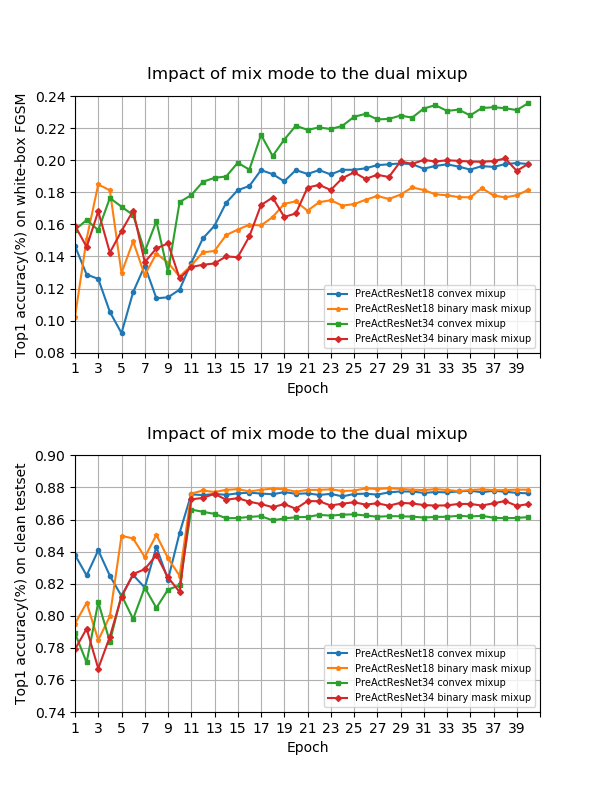 Impact of mix mode to the dual mixup
Top1 accuracy(%) on white-box FGSM
0.24
0.22
0.20
0.18
0.16
0.14
0.12
0.10
0.08
PreActResNet18 convex mixup
PreActResNet18 binary mask mixup
PreActResNet34 convex mixup
PreActResNet34 binary mask mixup
1 3 5 7 9 11 13 15 17 19 21 23 25 27 29 31 33 35 37 39
Epoch
Impact of mix mode to the dual mixup
Top1 accuracy(%) on clean testset
0.90
0.88
0.86
0.84
0.82
0.80
0.78
0.76
0.74
PreActResNet18 convex mixup
PreActResNet18 binary mask mixup
PreActResNet34 convex mixup
PreActResNet34 binary mask mixup
1 3 5 7 9 11 13 15 17 19 21 23 25 27 29 31 33 35 37 39
Epoch